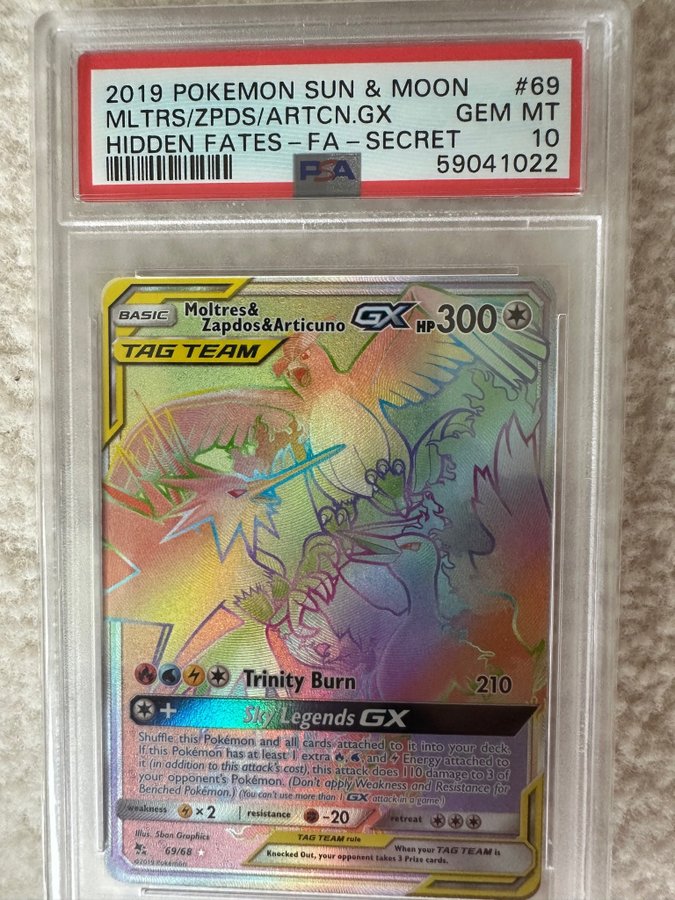 2019 POKEMON SUN & MOON #69
MLTRS/ZPDS/ARTCN.GX GEM MT
HIDDEN FATES-FA-SECRET 10
59041022
PSA
BASIC Moltres&
Zapdos&Articuno GX HP300
TAG TEAM
Trinity Burn 210
+ Sky Legends GX
Shuffle this Pokémon and all cards attached to it into your deck.
If this Pokémon has at least 1 extra , and Energy attached to
it (in addition to this attack's cost), this attack does 110 damage to 3 of
your opponent's Pokémon. (Don't apply Weakness and Resistance for
Benched Pokémon.) (You can't use more than 1 GX attack in a game.)
weakness ×2 resistance -20 retreat
Illus. 5ban Graphics
TAG TEAM rule
When your TAG TEAM is
Knocked Out, your opponent takes 3 Prize cards.
69/68
©2019 Pokémon